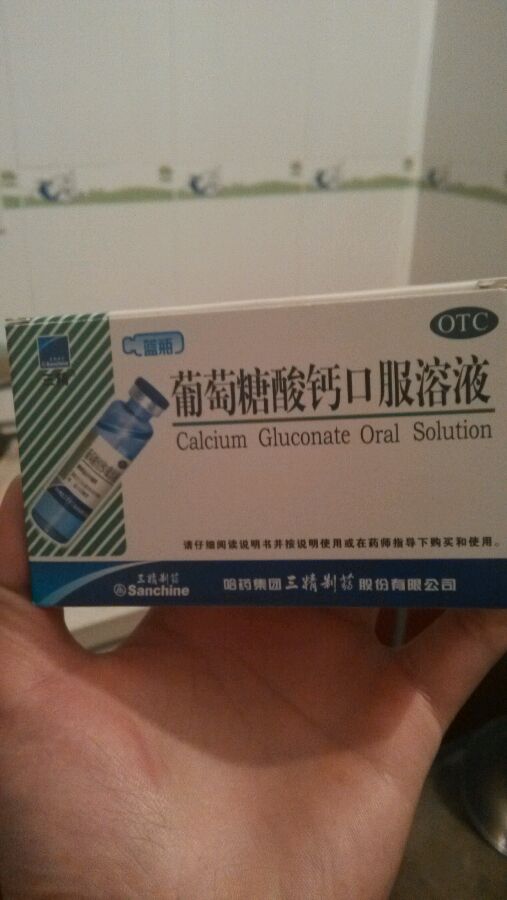 OTC
Sanchine
三精
蓝瓶
葡萄糖酸钙口服溶液
Calcium Gluconate Oral Solution
请仔细阅读说明书并按说明使用或在药师指导下购买和使用。
三精制药
Sanchine
哈药集团三精制药股份有限公司